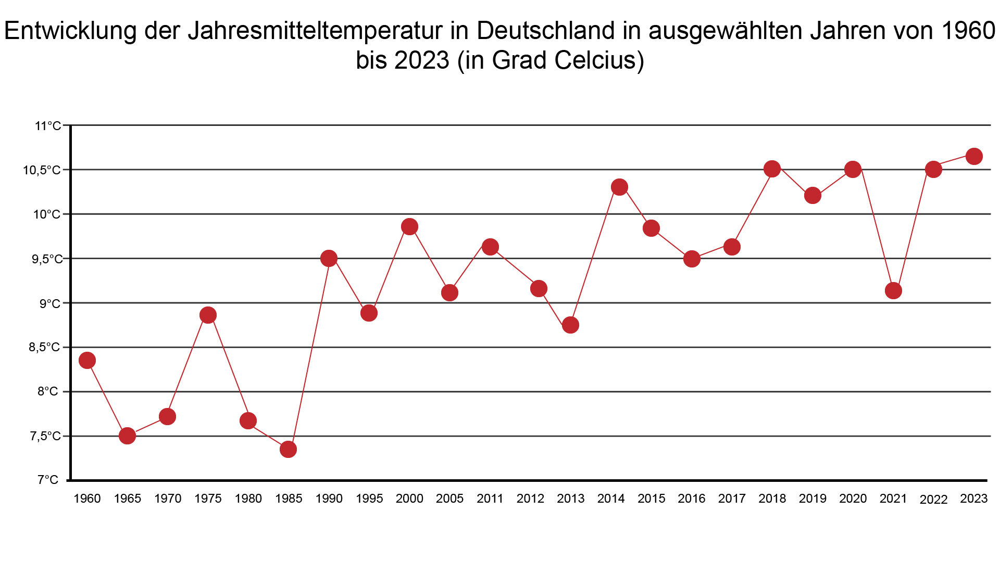 Entwicklung der Jahresmitteltemperatur in Deutschland in ausgewählten Jahren von 1960
bis 2023 (in Grad Celcius)
11°C
10,5°C
10°C
9,5°C
9°C
8,5°C
8°C
7,5°C
7°C
1960 1965 1970 1975 1980 1985 1990 1995 2000 2005 2011 2012 2013 2014 2015 2016 2017 2018 2019 2020 2021 2022 2023